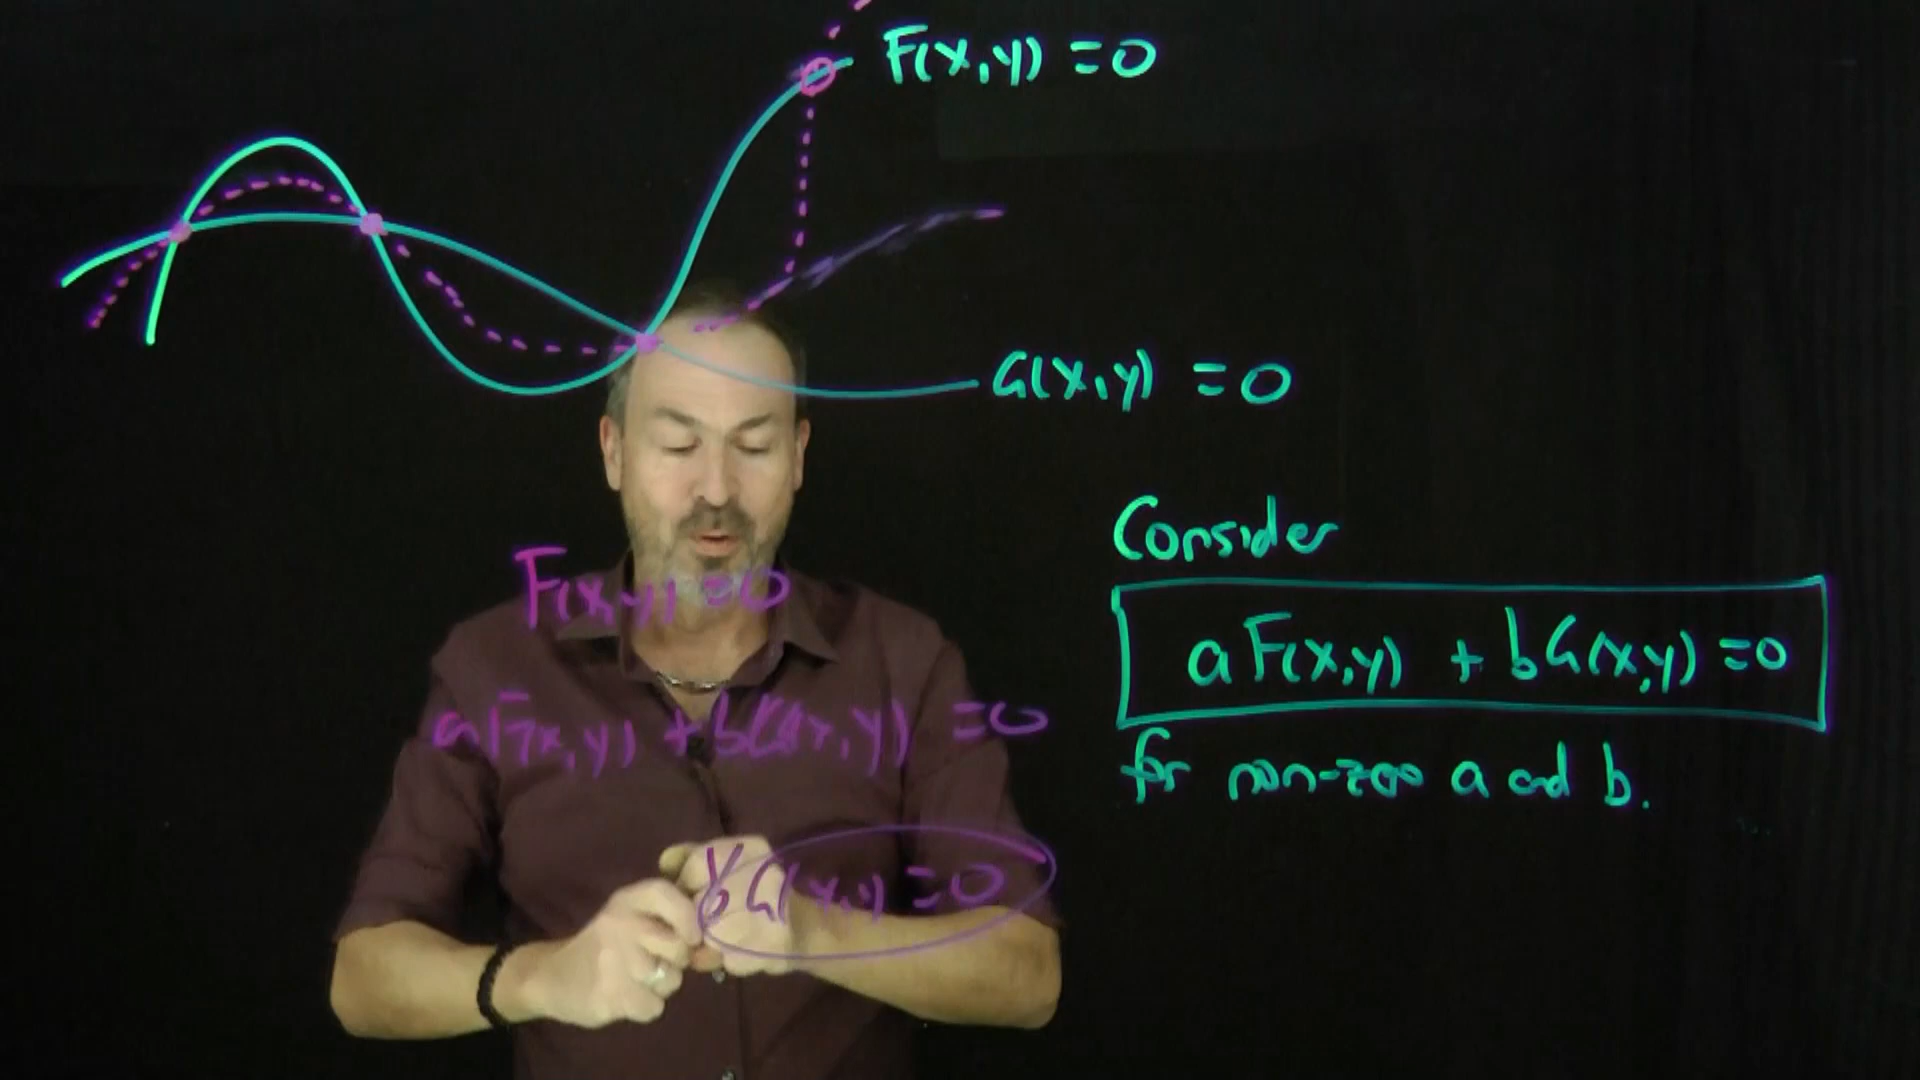 F(x,y) = 0
G(x,y) = 0
Consider
a F(x,y) + b G(x,y) = 0
for non-zero a and b.
F(x,y) = 0
a F(x,y) + b G(x,y) = 0
b G(x,y) = 0